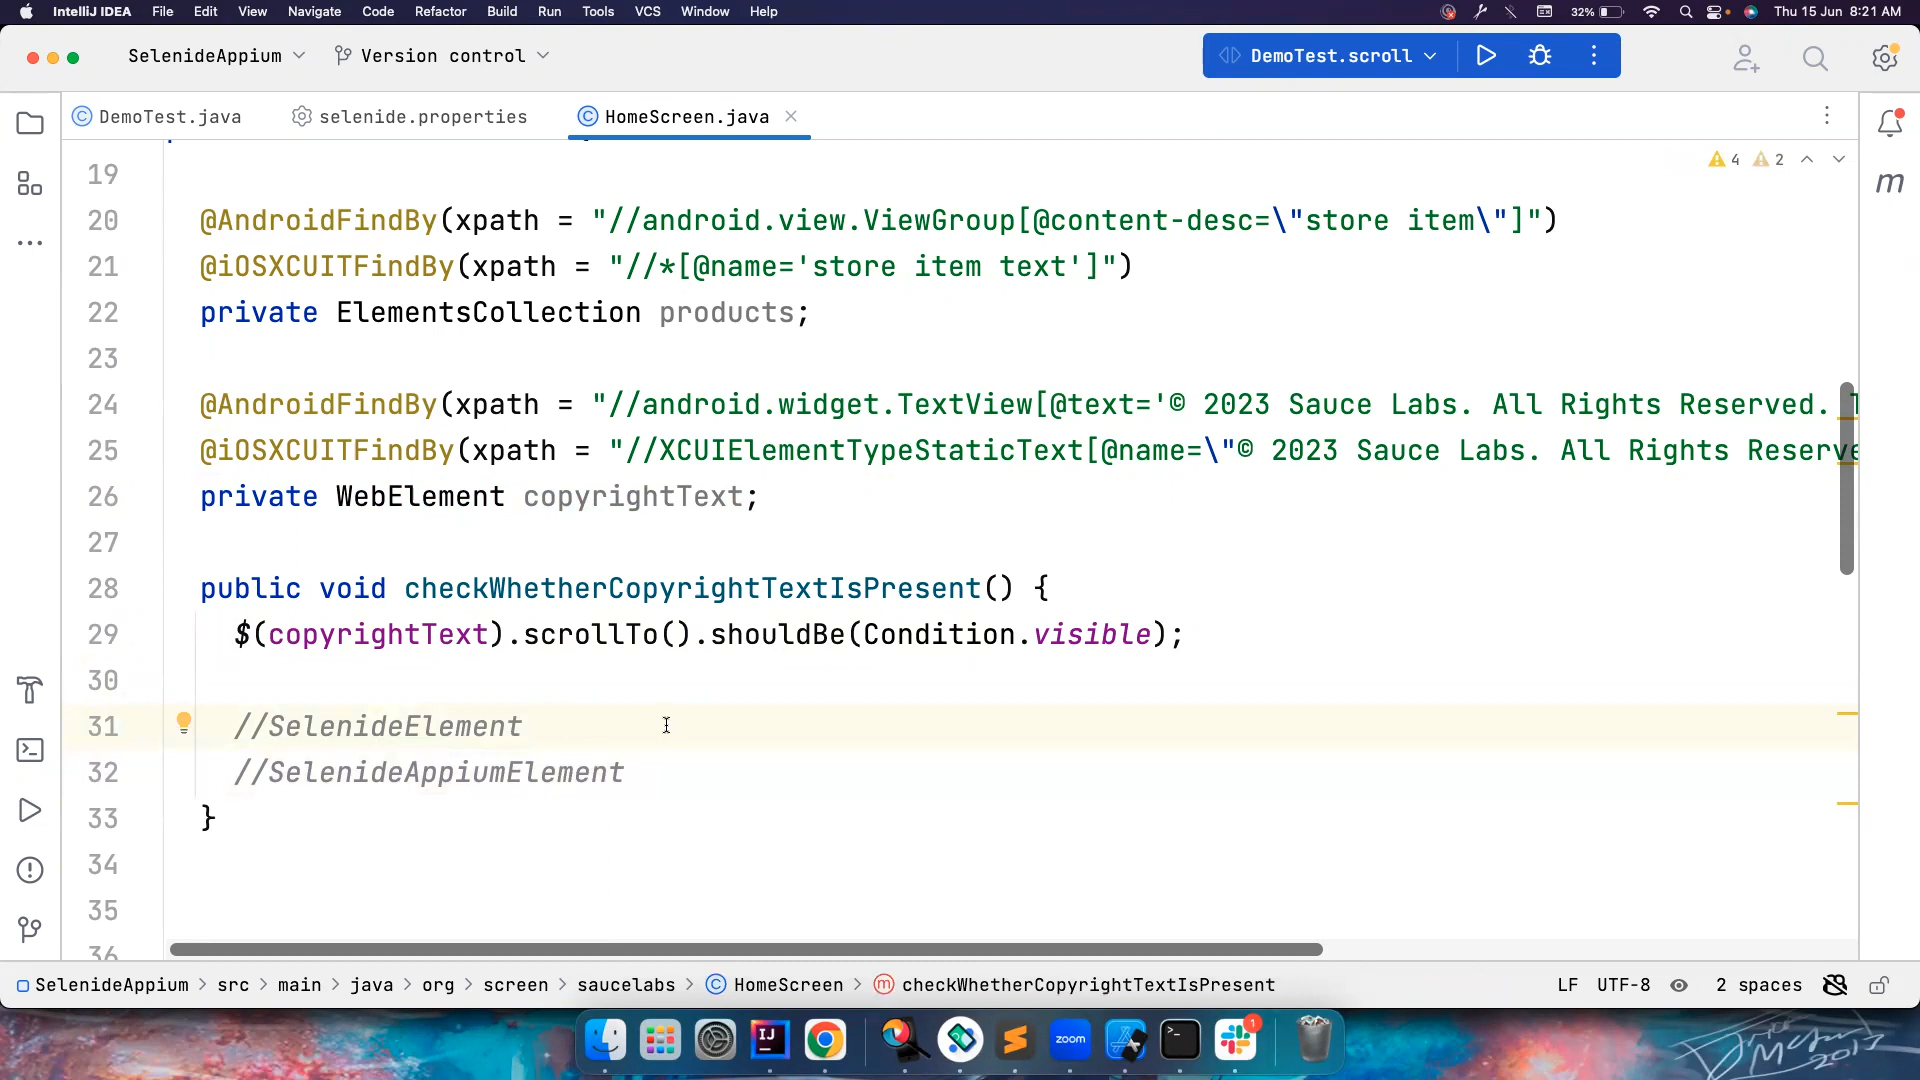 IntelliJ IDEA File Edit View Navigate Code Refactor Build Run Tools VCS Window Help 32% Thu 15 Jun 8:21 AM
SelenideAppium Version control DemoTest.scroll
DemoTest.java selenide.properties HomeScreen.java
4 2
19
20 @AndroidFindBy(xpath = "//android.view.ViewGroup[@content-desc=\"store item\"]")
21 @iOSXCUITFindBy(xpath = "//*[@name='store item text']")
22 private ElementsCollection products;
23
24 @AndroidFindBy(xpath = "//android.widget.TextView[@text='© 2023 Sauce Labs. All Rights Reserved.
25 @iOSXCUITFindBy(xpath = "//XCUIElementTypeStaticText[@name=\"© 2023 Sauce Labs. All Rights Reserve
26 private WebElement copyrightText;
27
28 public void checkWhetherCopyrightTextIsPresent() {
29 $(copyrightText).scrollTo().shouldBe(Condition.visible);
30
31 //SelenideElement
32 //SelenideAppiumElement
33 }
34
35
36
SelenideAppium > src > main > java > org > screen > saucelabs > HomeScreen > checkWhetherCopyrightTextIsPresent LF UTF-8 2 spaces
IJ zoom 1
2017